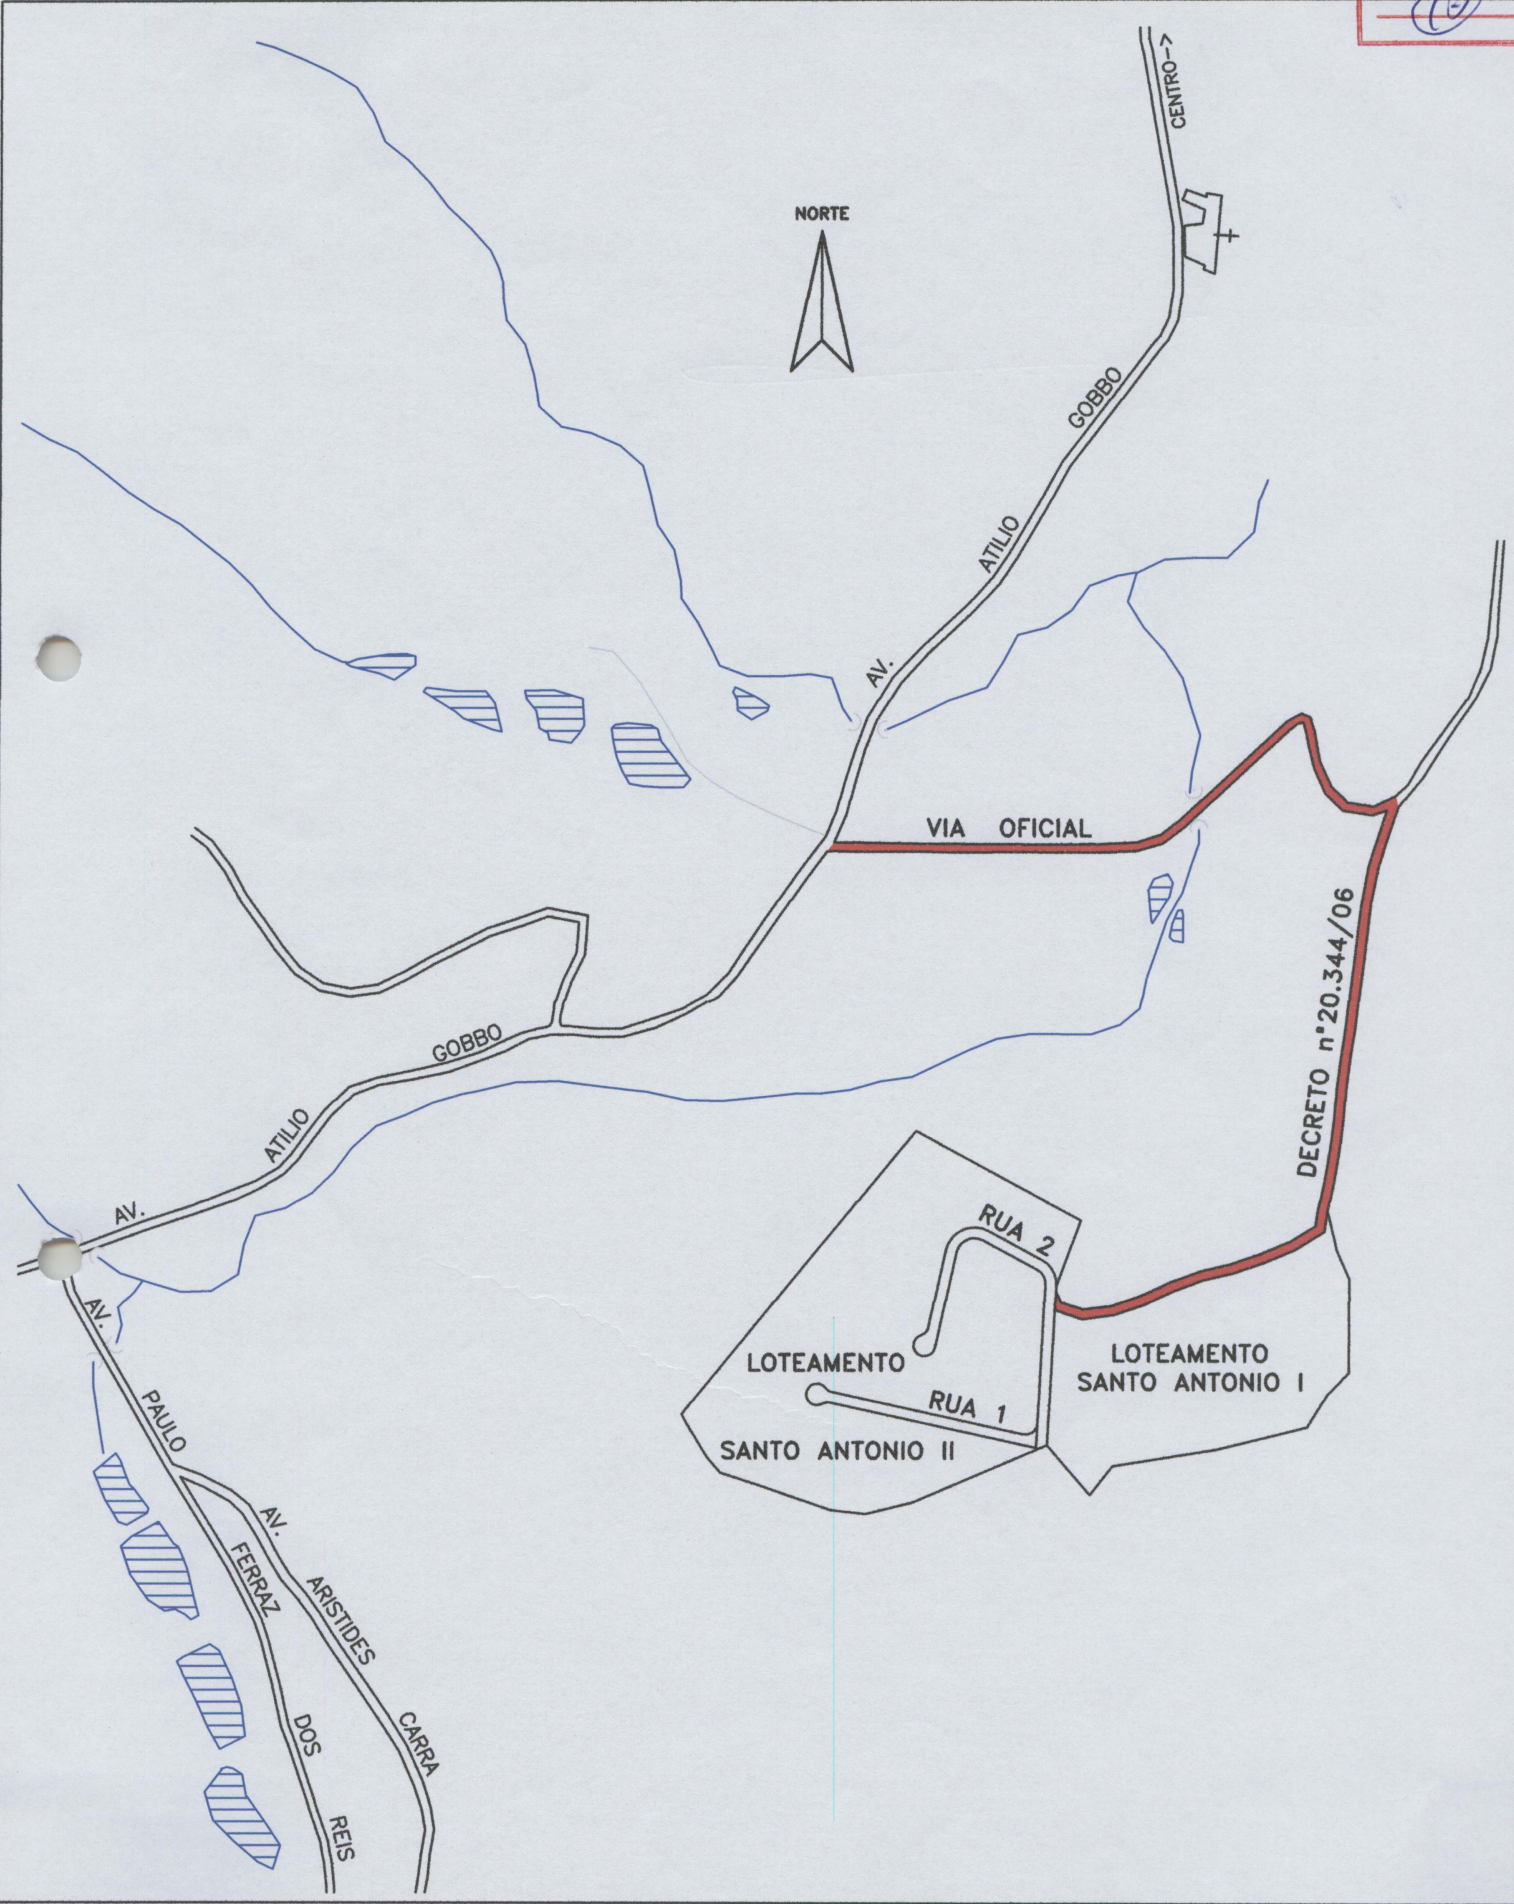 CENTRO-->
NORTE
AV. ATILIO GOBBO
VIA OFICIAL
DECRETO n°20.344/06
AV. ATILIO GOBBO
RUA 2
LOTEAMENTO
SANTO ANTONIO I
LOTEAMENTO
RUA 1
SANTO ANTONIO II
AV. PAULO FERRAZ DOS REIS
AV. ARISTIDES CARRA